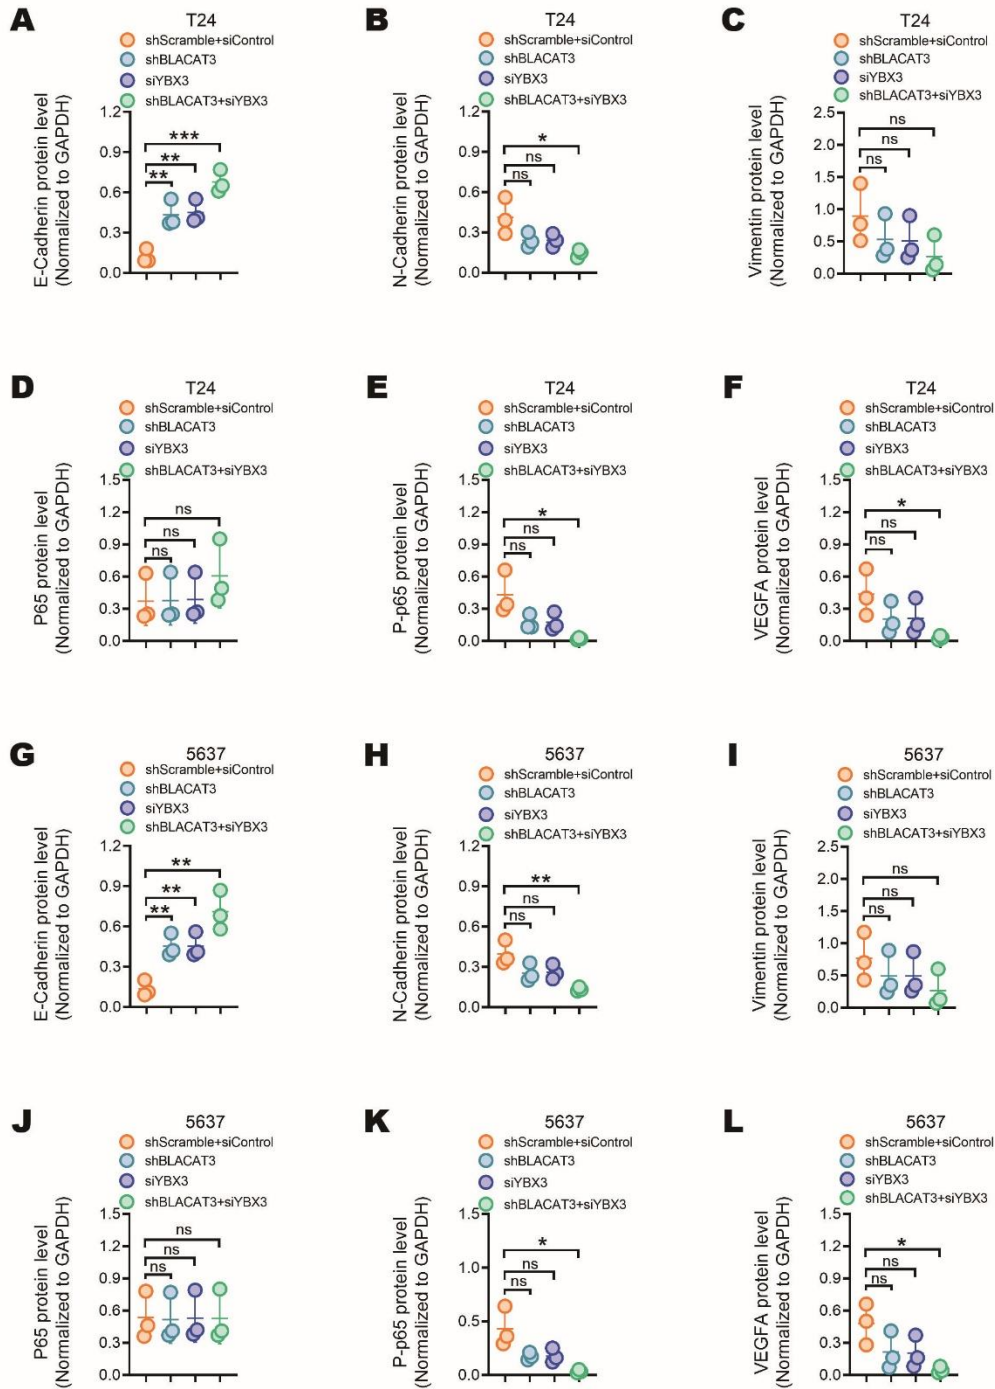 A
T24
shScramble+siControl
shBLACAT3
siYBX3
shBLACAT3+siYBX3
E-Cadherin protein level
(Normalized to GAPDH)
1.2
0.9
0.6
0.3
0.0
***
**
**
B
T24
shScramble+siControl
shBLACAT3
siYBX3
shBLACAT3+siYBX3
N-Cadherin protein level
(Normalized to GAPDH)
1.2
0.9
0.6
0.3
0.0
*
ns
ns
C
T24
shScramble+siControl
shBLACAT3
siYBX3
shBLACAT3+siYBX3
Vimentin protein level
(Normalized to GAPDH)
2.5
2.0
1.5
1.0
0.5
0.0
ns
ns
ns
D
T24
shScramble+siControl
shBLACAT3
siYBX3
shBLACAT3+siYBX3
P65 protein level
(Normalized to GAPDH)
1.5
1.2
0.9
0.6
0.3
0.0
ns
ns
ns
E
T24
shScramble+siControl
shBLACAT3
siYBX3
shBLACAT3+siYBX3
P-p65 protein level
(Normalized to GAPDH)
1.5
1.2
0.9
0.6
0.3
0.0
*
ns
ns
F
T24
shScramble+siControl
shBLACAT3
siYBX3
shBLACAT3+siYBX3
VEGFA protein level
(Normalized to GAPDH)
1.5
1.2
0.9
0.6
0.3
0.0
*
ns
ns
G
5637
shScramble+siControl
shBLACAT3
siYBX3
shBLACAT3+siYBX3
E-Cadherin protein level
(Normalized to GAPDH)
1.2
0.9
0.6
0.3
0.0
**
**
**
H
5637
shScramble+siControl
shBLACAT3
siYBX3
shBLACAT3+siYBX3
N-Cadherin protein level
(Normalized to GAPDH)
1.2
0.9
0.6
0.3
0.0
**
ns
ns
I
5637
shScramble+siControl
shBLACAT3
siYBX3
shBLACAT3+siYBX3
Vimentin protein level
(Normalized to GAPDH)
2.5
2.0
1.5
1.0
0.5
0.0
ns
ns
ns
J
5637
shScramble+siControl
shBLACAT3
siYBX3
shBLACAT3+siYBX3
P65 protein level
(Normalized to GAPDH)
1.5
1.2
0.9
0.6
0.3
0.0
ns
ns
ns
K
5637
shScramble+siControl
shBLACAT3
siYBX3
shBLACAT3+siYBX3
P-p65 protein level
(Normalized to GAPDH)
1.5
1.0
0.5
0.0
*
ns
ns
L
5637
shScramble+siControl
shBLACAT3
siYBX3
shBLACAT3+siYBX3
VEGFA protein level
(Normalized to GAPDH)
1.5
1.2
0.9
0.6
0.3
0.0
*
ns
ns